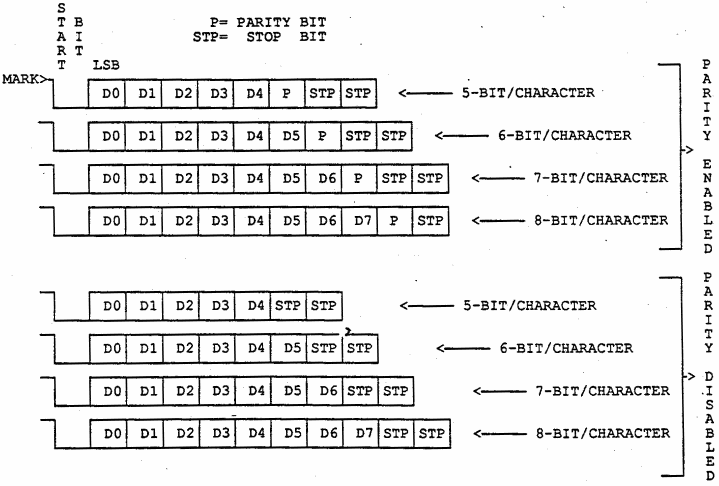 START
BIT
P= PARITY BIT
STP= STOP BIT
LSB
MARK>
D0 D1 D2 D3 D4 P STP STP <—— 5-BIT/CHARACTER
D0 D1 D2 D3 D4 D5 P STP STP <—— 6-BIT/CHARACTER
D0 D1 D2 D3 D4 D5 D6 P STP STP <—— 7-BIT/CHARACTER
D0 D1 D2 D3 D4 D5 D6 D7 P STP <—— 8-BIT/CHARACTER
> PARITY ENABLED
D0 D1 D2 D3 D4 STP STP <—— 5-BIT/CHARACTER
D0 D1 D2 D3 D4 D5 STP STP <—— 6-BIT/CHARACTER
D0 D1 D2 D3 D4 D5 D6 STP STP <—— 7-BIT/CHARACTER
D0 D1 D2 D3 D4 D5 D6 D7 STP STP <—— 8-BIT/CHARACTER
> PARITY DISABLED